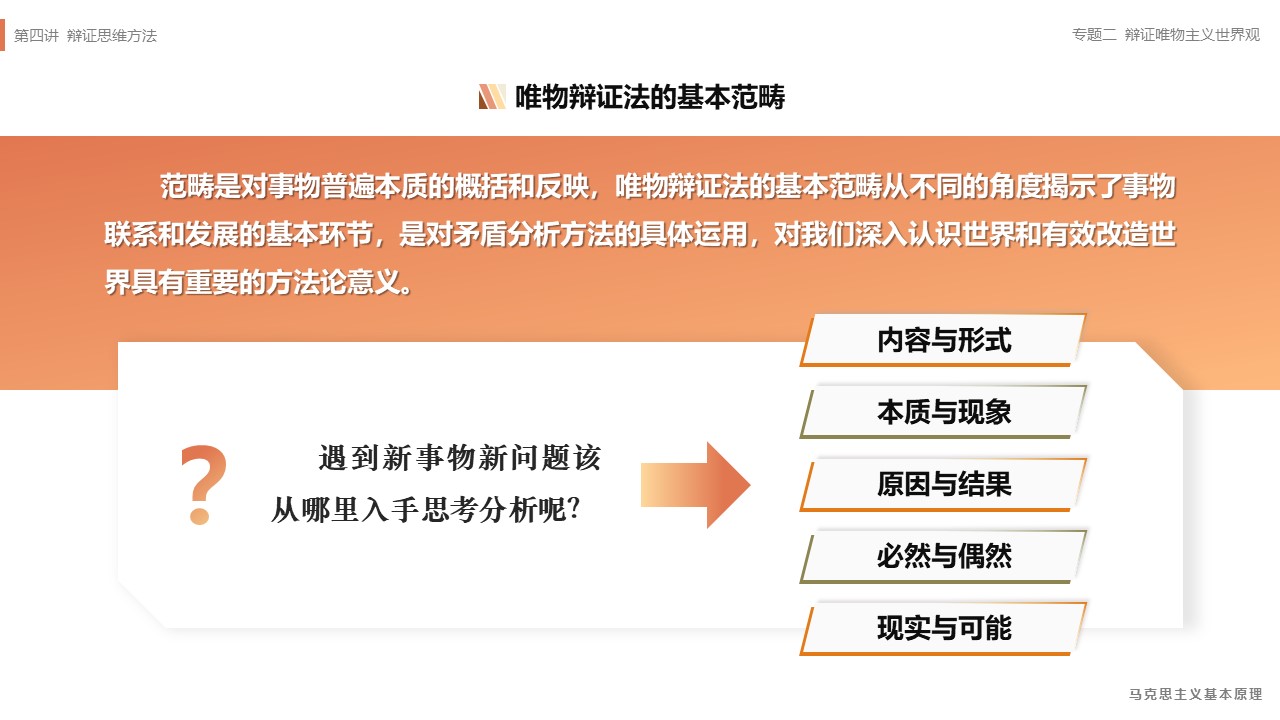 第四讲 辩证思维方法
专题二 辩证唯物主义世界观
唯物辩证法的基本范畴
范畴是对事物普遍本质的概括和反映，唯物辩证法的基本范畴从不同的角度揭示了事物
联系和发展的基本环节，是对矛盾分析方法的具体运用，对我们深入认识世界和有效改造世
界具有重要的方法论意义。
?
遇到新事物新问题该
从哪里入手思考分析呢？
内容与形式
本质与现象
原因与结果
必然与偶然
现实与可能
马克思主义基本原理